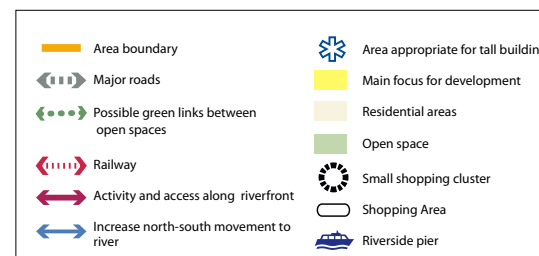 Area boundary
Major roads
Possible green links between
open spaces
Railway
Activity and access along riverfront
Increase north-south movement to
river
Area appropriate for tall buildin
Main focus for development
Residential areas
Open space
Small shopping cluster
Shopping Area
Riverside pier